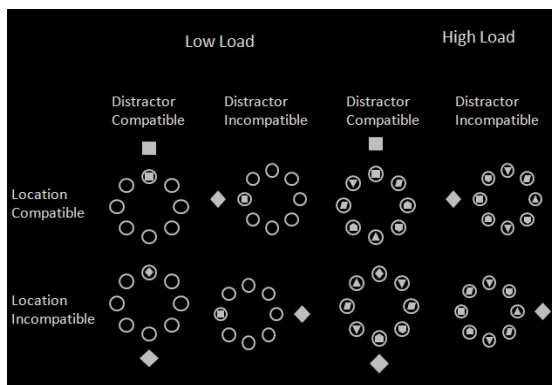 Low Load
High Load
Distractor
Compatible
Distractor
Incompatible
Distractor
Compatible
Distractor
Incompatible
Location
Compatible
Location
Incompatible